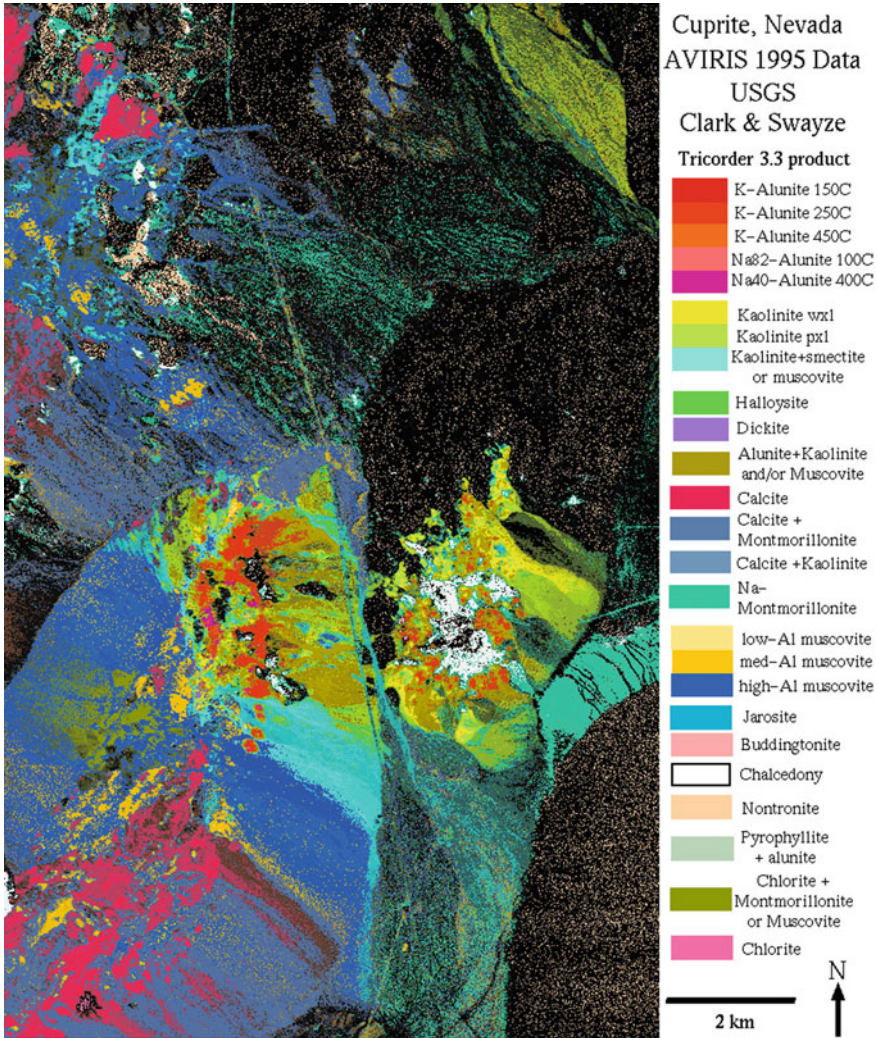 Cuprite, Nevada
AVIRIS 1995 Data
USGS
Clark & Swayze
Tricorder 3.3 product
K-Alunite 150C
K-Alunite 250C
K-Alunite 450C
Na82-Alunite 100C
Na40-Alunite 400C
Kaolinite wxl
Kaolinite pxl
Kaolinite+smectite
or muscovite
Halloysite
Dickite
Alunite+Kaolinite
and/or Muscovite
Calcite
Calcite +
Montmorillonite
Calcite +Kaolinite
Na-
Montmorillonite
low-Al muscovite
med-Al muscovite
high-Al muscovite
Jarosite
Buddingtonite
Chalcedony
Nontronite
Pyrophyllite
+ alunite
Chlorite +
Montmorillonite
or Muscovite
Chlorite
N
2 km